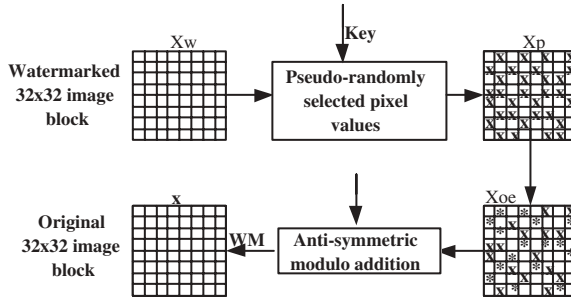 Xw
Key
Xp
Watermarked
32x32 image
block
Pseudo-randomly
selected pixel
values
x
Xoe
Original
32x32 image
block
WM
Anti-symmetric
modulo addition